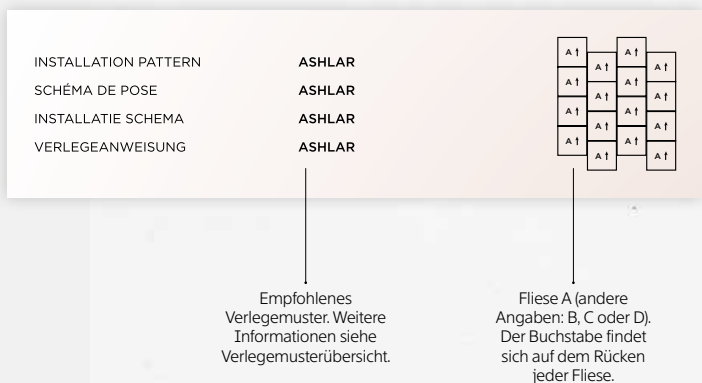 INSTALLATION PATTERN ASHLAR
SCHÉMA DE POSE ASHLAR
INSTALLATIE SCHEMA ASHLAR
VERLEGEANWEISUNG ASHLAR
A↑ A↑
A↑ A↑
A↑ A↑
A↑ A↑
A↑ A↑
A↑ A↑
A↑ A↑
A↑ A↑
Empfohlenes
Verlegemuster. Weitere
Informationen siehe
Verlegemusterübersicht.
Fliese A (andere
Angaben: B, C oder D).
Der Buchstabe findet
sich auf dem Rücken
jeder Fliese.